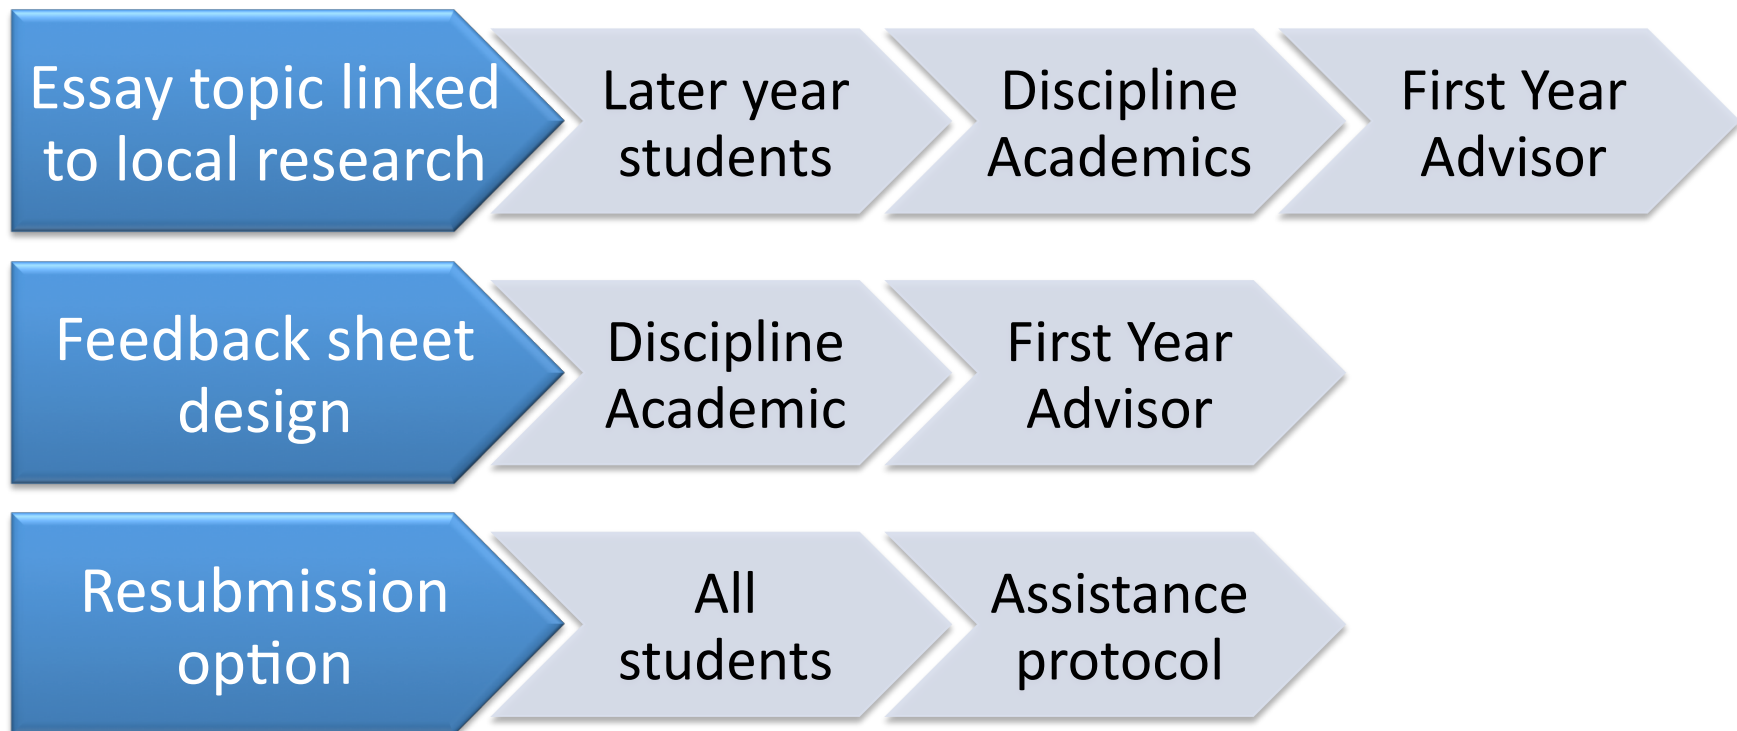 Essay topic linked
to local research
Later year
students
Discipline
Academics
First Year
Advisor
Feedback sheet
design
Discipline
Academic
First Year
Advisor
Resubmission
option
All
students
Assistance
protocol